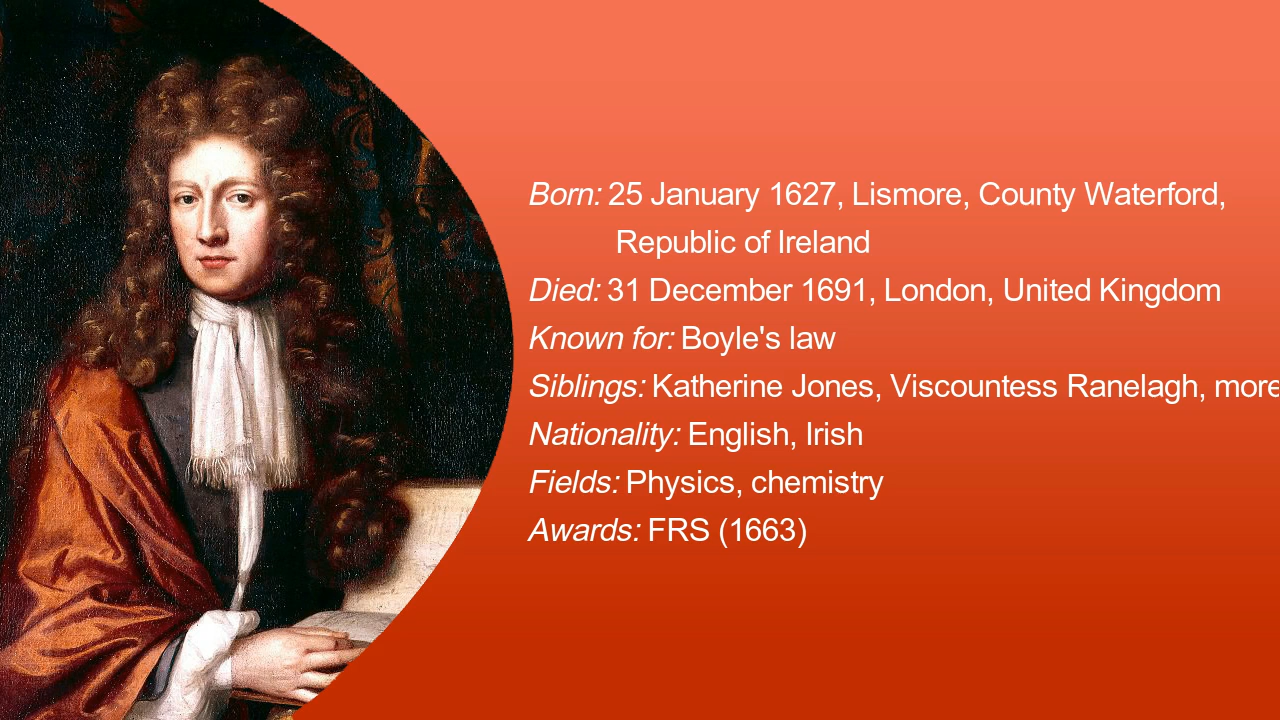 Born: 25 January 1627, Lismore, County Waterford,
Republic of Ireland
Died: 31 December 1691, London, United Kingdom
Known for: Boyle's law
Siblings: Katherine Jones, Viscountess Ranelagh, more
Nationality: English, Irish
Fields: Physics, chemistry
Awards: FRS (1663)